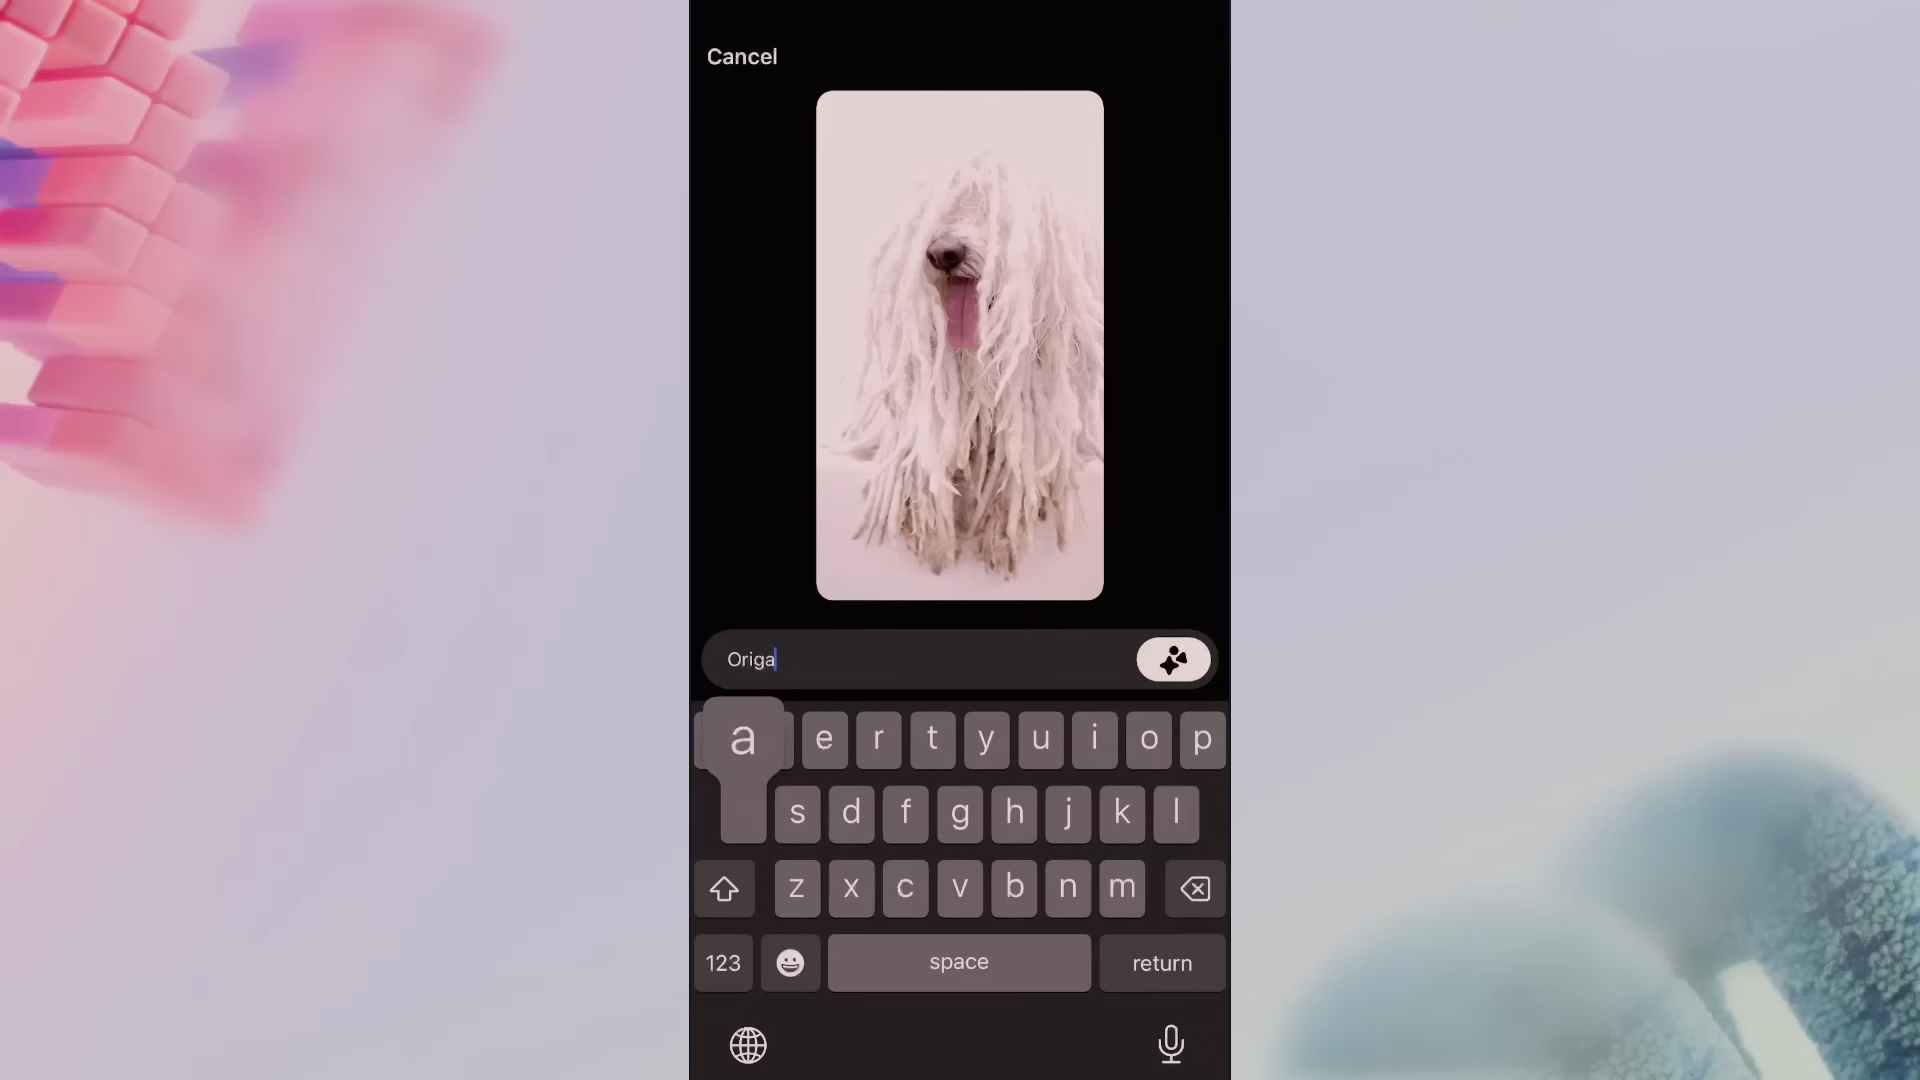 Cancel
Origa
a e r t y u i o p
s d f g h j k l
z x c v b n m
123 space return